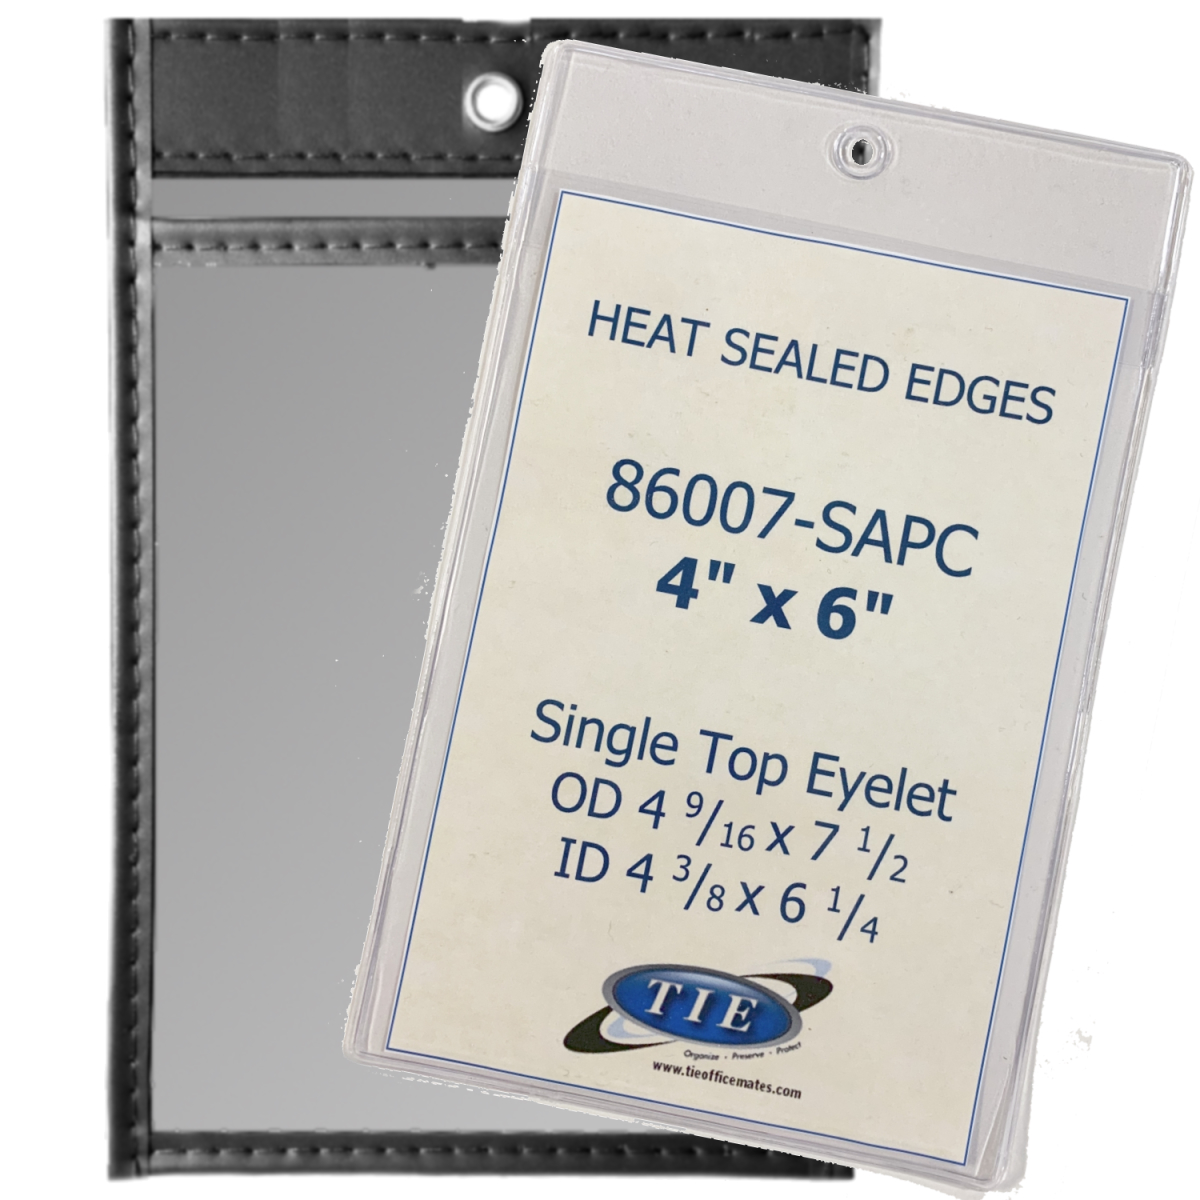 HEAT SEALED EDGES
86007-SAPC
4" x 6"
Single Top Eyelet
OD 4 9/16 x 7 1/2
ID 4 3/8 x 6 1/4
TIE
Organize - Preserve - Protect
www.tieofficemates.com